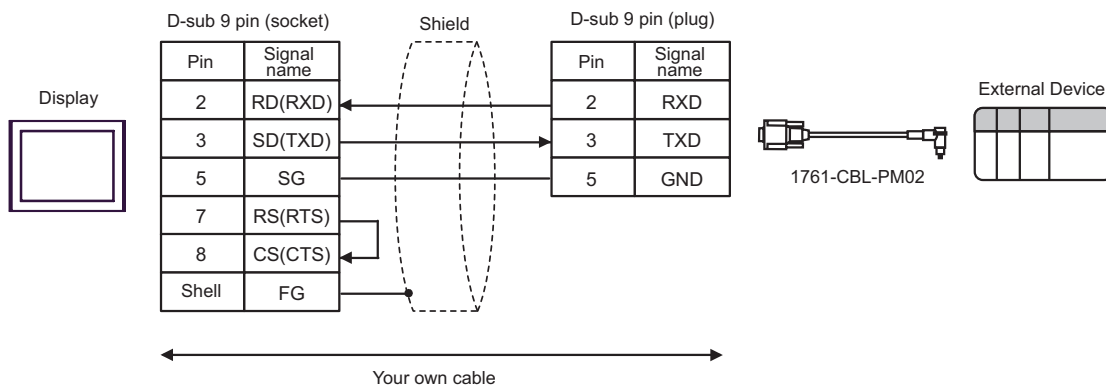 D-sub 9 pin (socket)
Shield
D-sub 9 pin (plug)
Pin
Signal
name
Pin
Signal
name
Display
External Device
2
RD(RXD)
2
RXD
3
SD(TXD)
3
TXD
5
SG
5
GND
1761-CBL-PM02
7
RS(RTS)
8
CS(CTS)
Shell
FG
Your own cable